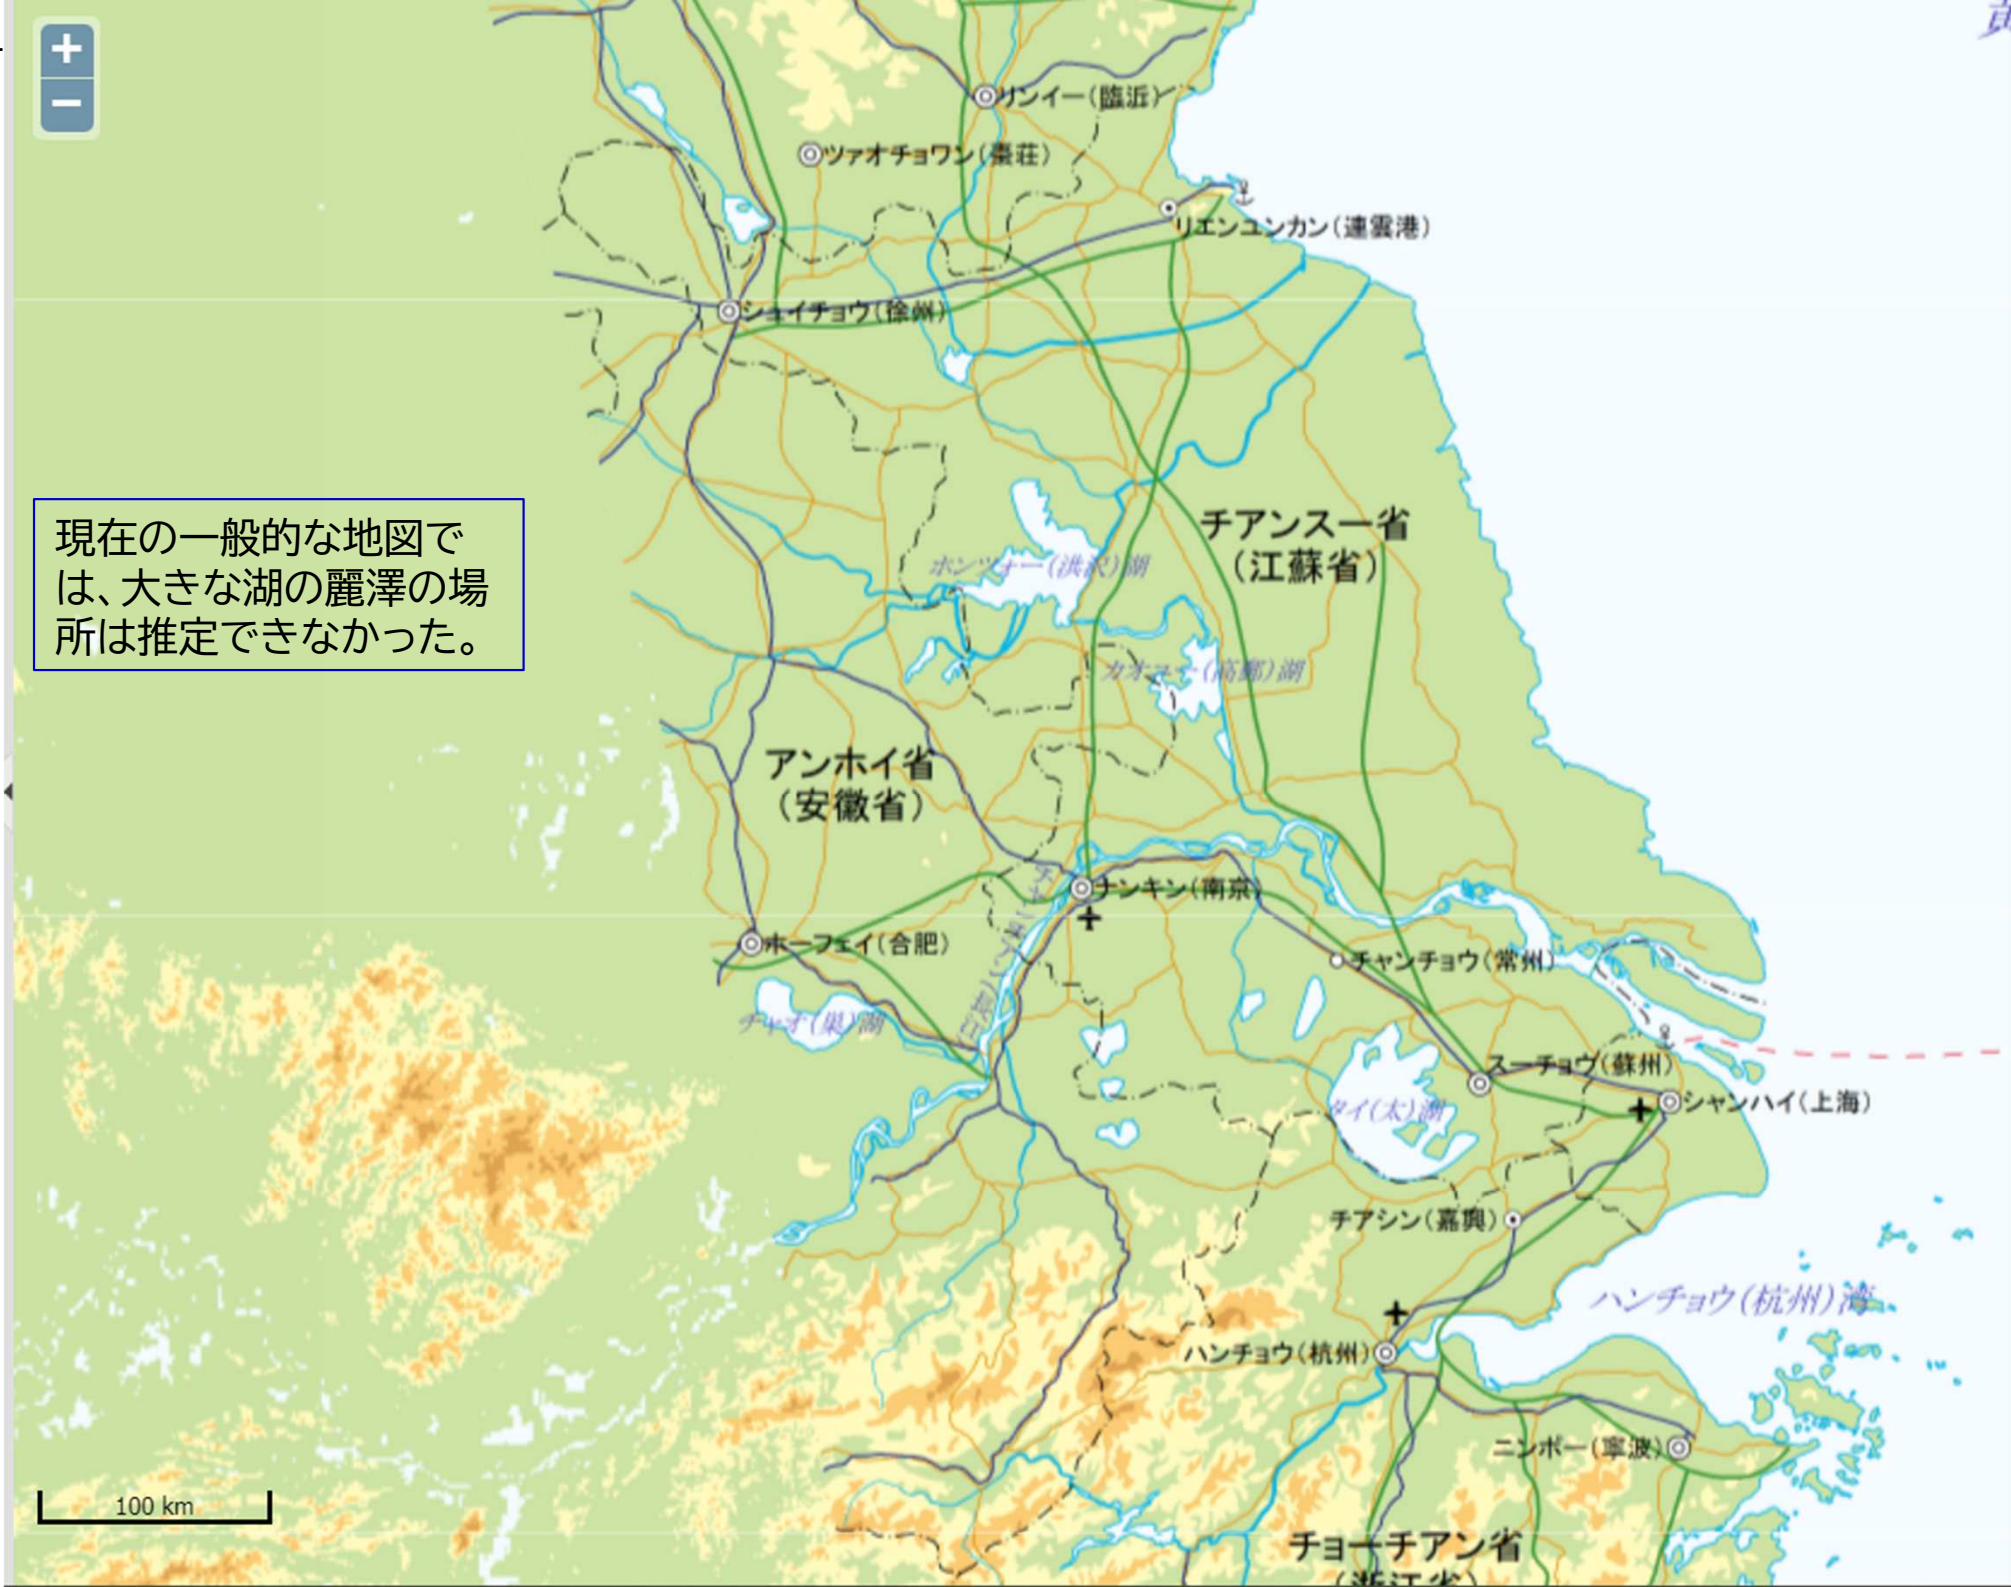 黄
+
−
リンイー(臨沂)
ツァオチョワン(棗荘)
リエンユンカン(連雲港)
シュイチョウ(徐州)
現在の一般的な地図で
は、大きな湖の麗澤の場
所は推定できなかった。
チアンスー省
(江蘇省)
ホンツォー(洪沢)湖
カオユー(高郵)湖
アンホイ省
(安徽省)
ナンキン(南京)
ホーフェイ(合肥)
チャンチョウ(常州)
チャオ(巣)湖
スーチョウ(蘇州)
タイ(太)湖
シャンハイ(上海)
チアシン(嘉興)
ハンチョウ(杭州)湾
ハンチョウ(杭州)
ニンポー(寧波)
100 km
チョーチアン省
(浙江省)